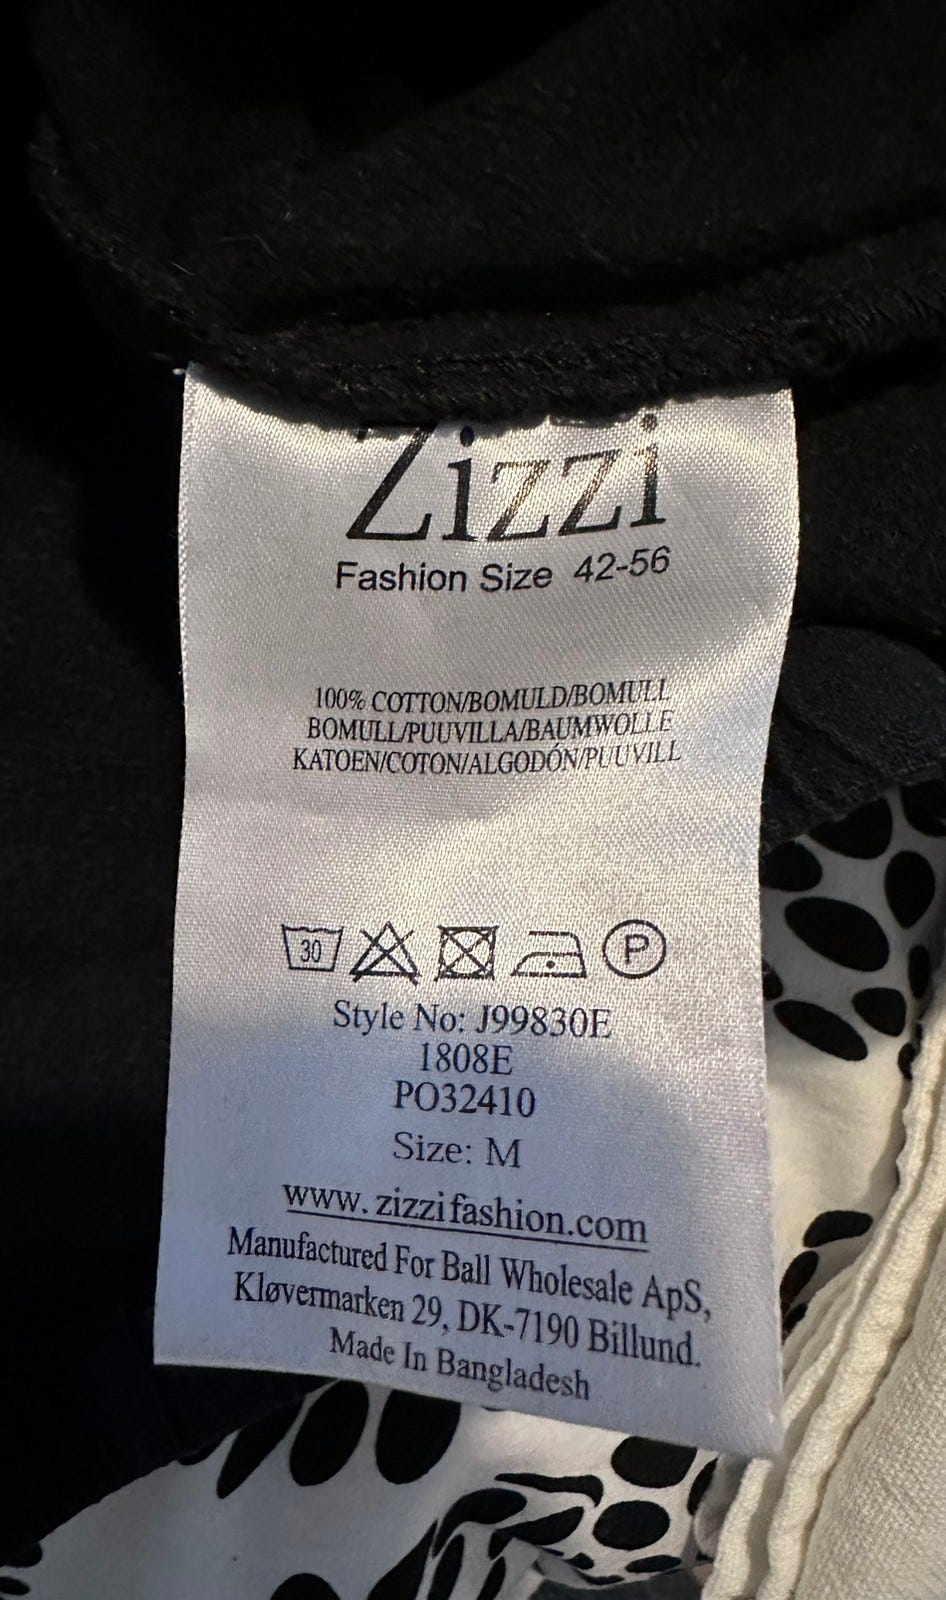 Zizzi
Fashion Size 42-56
100% COTTON/BOMULD/BOMULL
BOMULL/PUUVILLA/BAUMWOLLE
KATOEN/COTON/ALGODÓN/PUUVILL
30 P
Style No: J99830E
1808E
PO32410
Size: M
www.zizzifashion.com
Manufactured For Ball Wholesale ApS,
Kløvermarken 29, DK-7190 Billund.
Made In Bangladesh